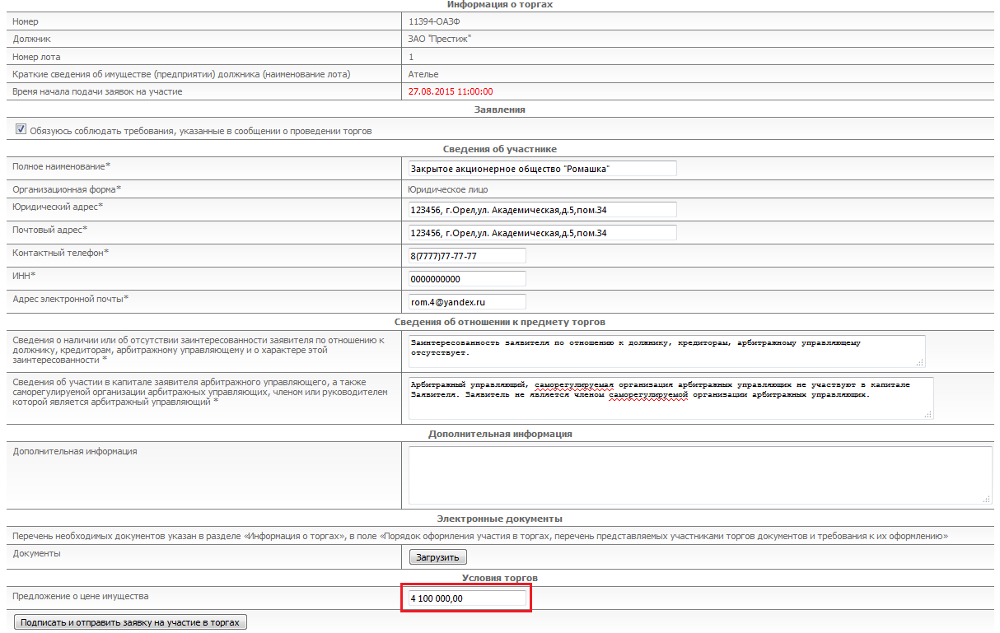 Информация о торгах
Номер 11394-ОАЗФ
Должник ЗАО "Престиж"
Номер лота 1
Краткие сведения об имуществе (предприятии) должника (наименование лота) Ателье
Время начала подачи заявок на участие 27.08.2015 11:00:00
Заявления
Обязуюсь соблюдать требования, указанные в сообщении о проведении торгов
Сведения об участнике
Полное наименование* Закрытое акционерное общество "Ромашка"
Организационная форма* Юридическое лицо
Юридический адрес* 123456, г.Орел,ул. Академическая,д.5,пом.34
Почтовый адрес* 123456, г.Орел,ул. Академическая,д.5,пом.34
Контактный телефон* 8(7777)77-77-77
ИНН* 0000000000
Адрес электронной почты* rom.4@yandex.ru
Сведения об отношении к предмету торгов
Сведения о наличии или об отсутствии заинтересованности заявителя по отношению к
должнику, кредиторам, арбитражному управляющему и о характере этой
заинтересованности *
Заинтересованность заявителя по отношению к должнику, кредиторам, арбитражному управляющему
отсутствует.
Сведения об участии в капитале заявителя арбитражного управляющего, а также
саморегулируемой организации арбитражных управляющих, членом или руководителем
которой является арбитражный управляющий *
Арбитражный управляющий, саморегулируемая организация арбитражных управляющих не участвуют в капитале
Заявителя. Заявитель не является членом саморегулируемой организации арбитражных управляющих.
Дополнительная информация
Дополнительная информация
Электронные документы
Перечень необходимых документов указан в разделе «Информация о торгах», в поле «Порядок оформления участия в торгах, перечень представляемых участниками торгов документов и требования к их оформлению»
Документы Загрузить
Условия торгов
Предложение о цене имущества 4 100 000,00
Подписать и отправить заявку на участие в торгах